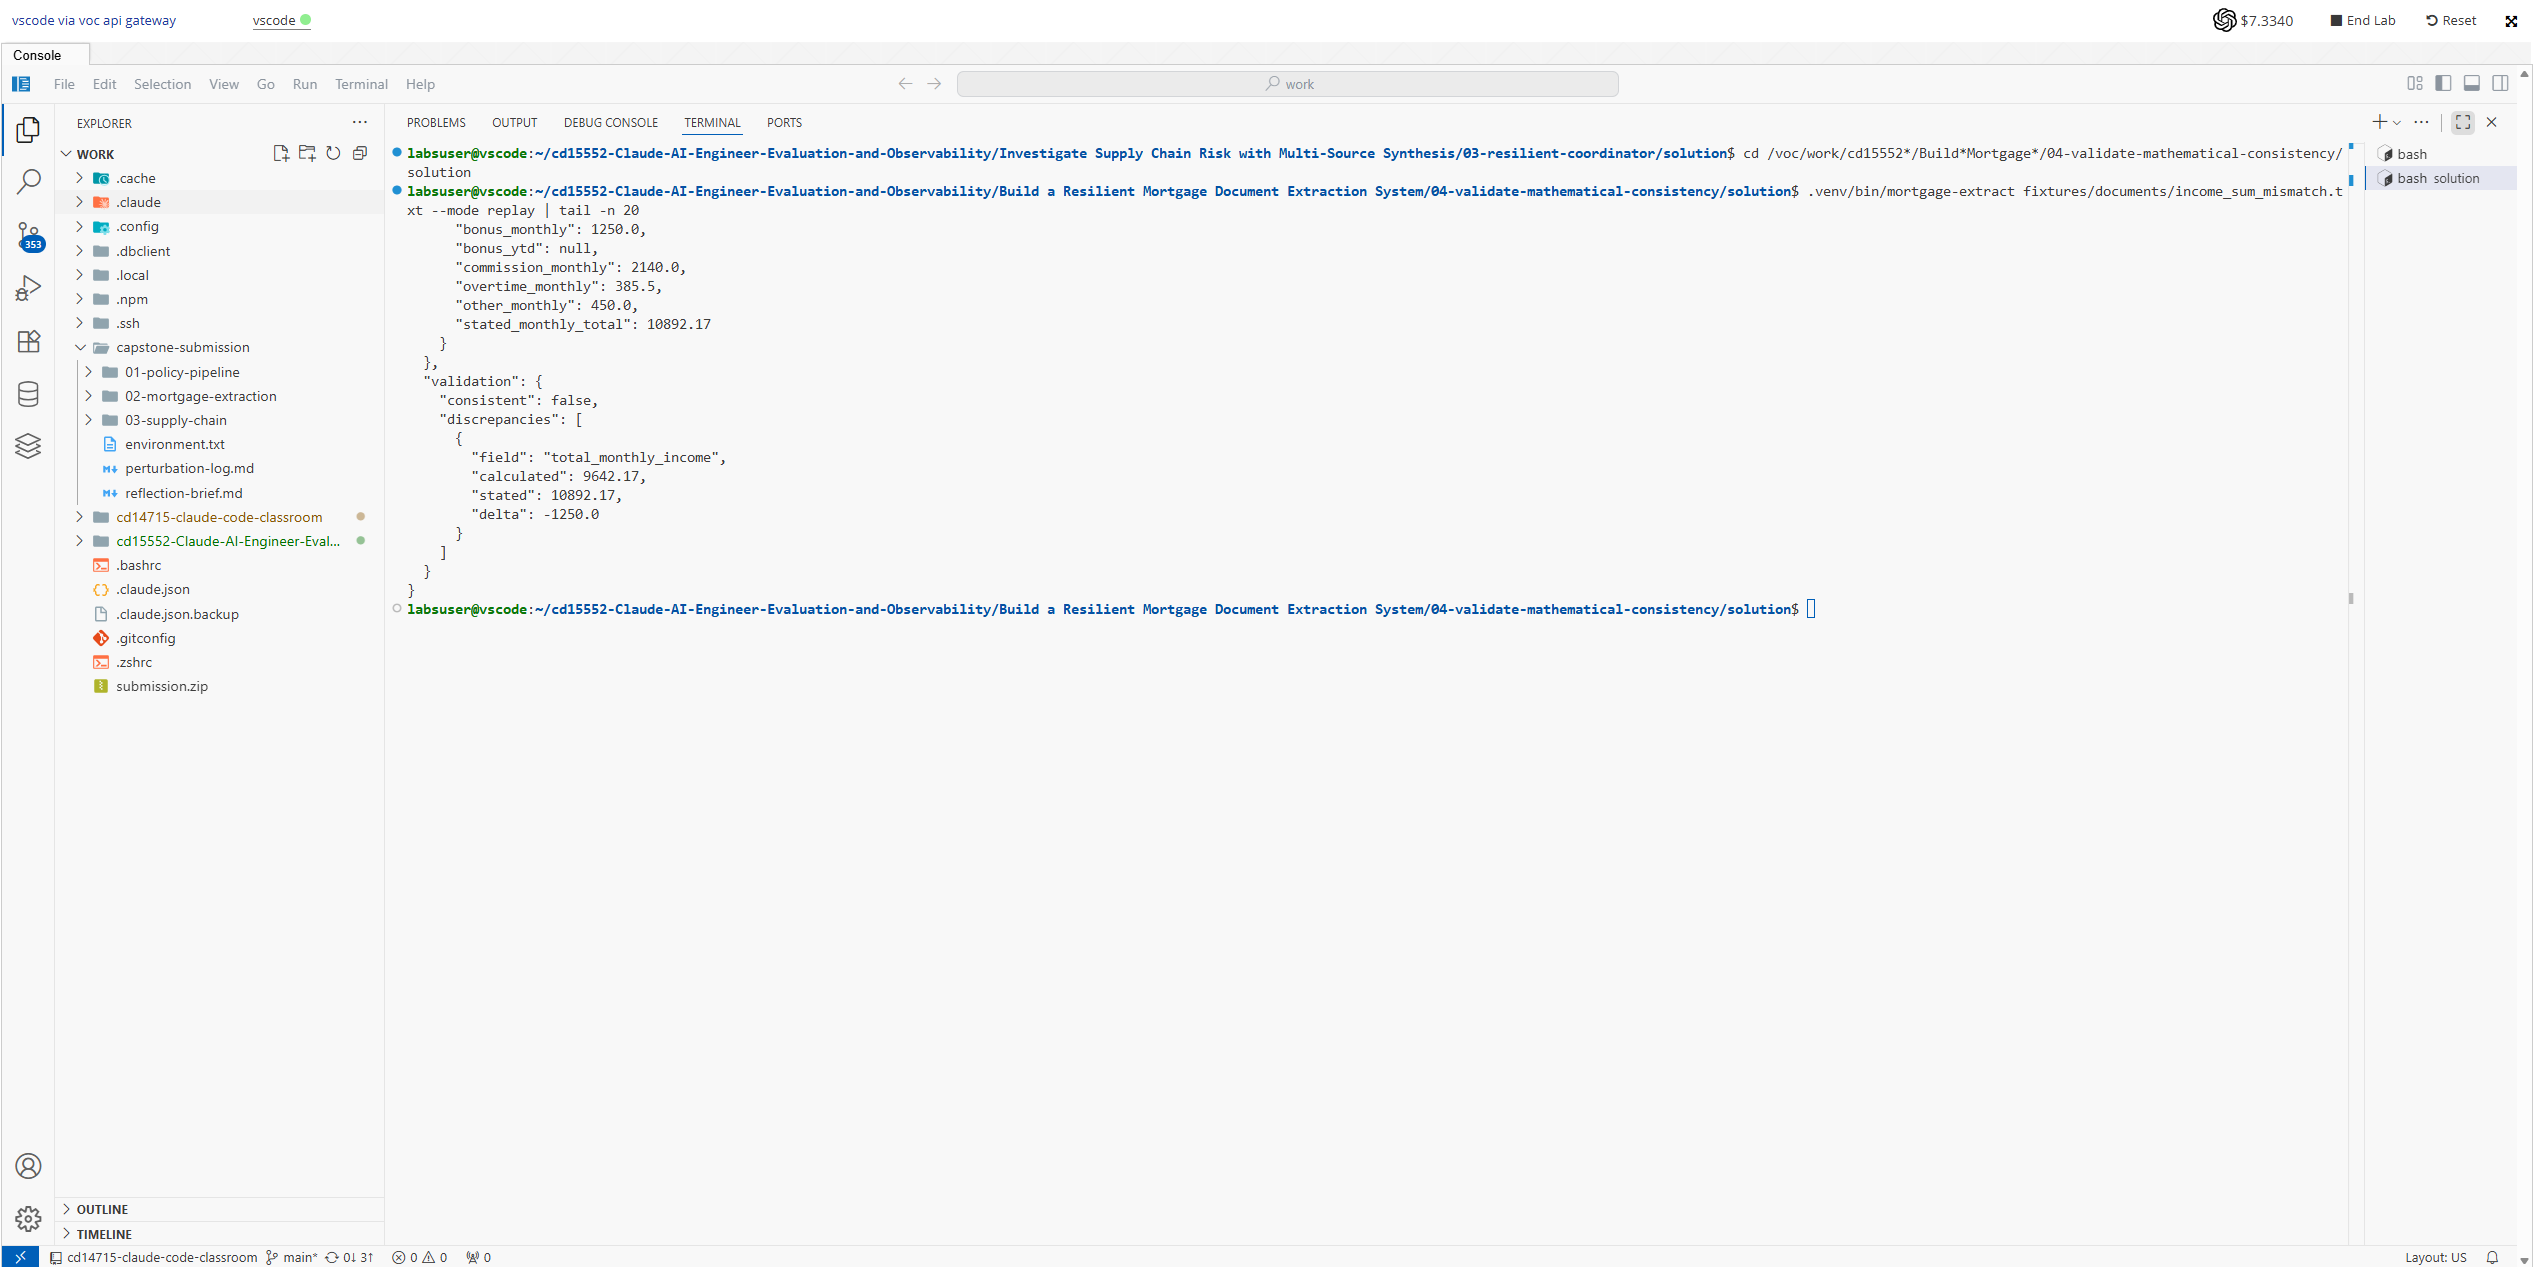 vscode via voc api gateway
vscode
$7.3340
End Lab
Reset
Console
File Edit Selection View Go Run Terminal Help
work
EXPLORER
WORK
.cache
.claude
.config
.dbclient
.local
.npm
.ssh
capstone-submission
01-policy-pipeline
02-mortgage-extraction
03-supply-chain
environment.txt
perturbation-log.md
reflection-brief.md
cd14715-claude-code-classroom
cd15552-Claude-AI-Engineer-Eval...
.bashrc
.claude.json
.claude.json.backup
.gitconfig
.zshrc
submission.zip
OUTLINE
TIMELINE
353
PROBLEMS OUTPUT DEBUG CONSOLE TERMINAL PORTS
labsuser@vscode:~/cd15552-Claude-AI-Engineer-Evaluation-and-Observability/Investigate Supply Chain Risk with Multi-Source Synthesis/03-resilient-coordinator/solution$ cd /voc/work/cd15552*/Build*Mortgage*/04-validate-mathematical-consistency/
solution
labsuser@vscode:~/cd15552-Claude-AI-Engineer-Evaluation-and-Observability/Build a Resilient Mortgage Document Extraction System/04-validate-mathematical-consistency/solution$ .venv/bin/mortgage-extract fixtures/documents/income_sum_mismatch.t
xt --mode replay | tail -n 20
      "bonus_monthly": 1250.0,
      "bonus_ytd": null,
      "commission_monthly": 2140.0,
      "overtime_monthly": 385.5,
      "other_monthly": 450.0,
      "stated_monthly_total": 10892.17
    }
  },
  "validation": {
    "consistent": false,
    "discrepancies": [
      {
        "field": "total_monthly_income",
        "calculated": 9642.17,
        "stated": 10892.17,
        "delta": -1250.0
      }
    ]
  }
}
labsuser@vscode:~/cd15552-Claude-AI-Engineer-Evaluation-and-Observability/Build a Resilient Mortgage Document Extraction System/04-validate-mathematical-consistency/solution$
bash
bash solution
cd14715-claude-code-classroom main* 0↓ 3↑ 0 0 0
Layout: US